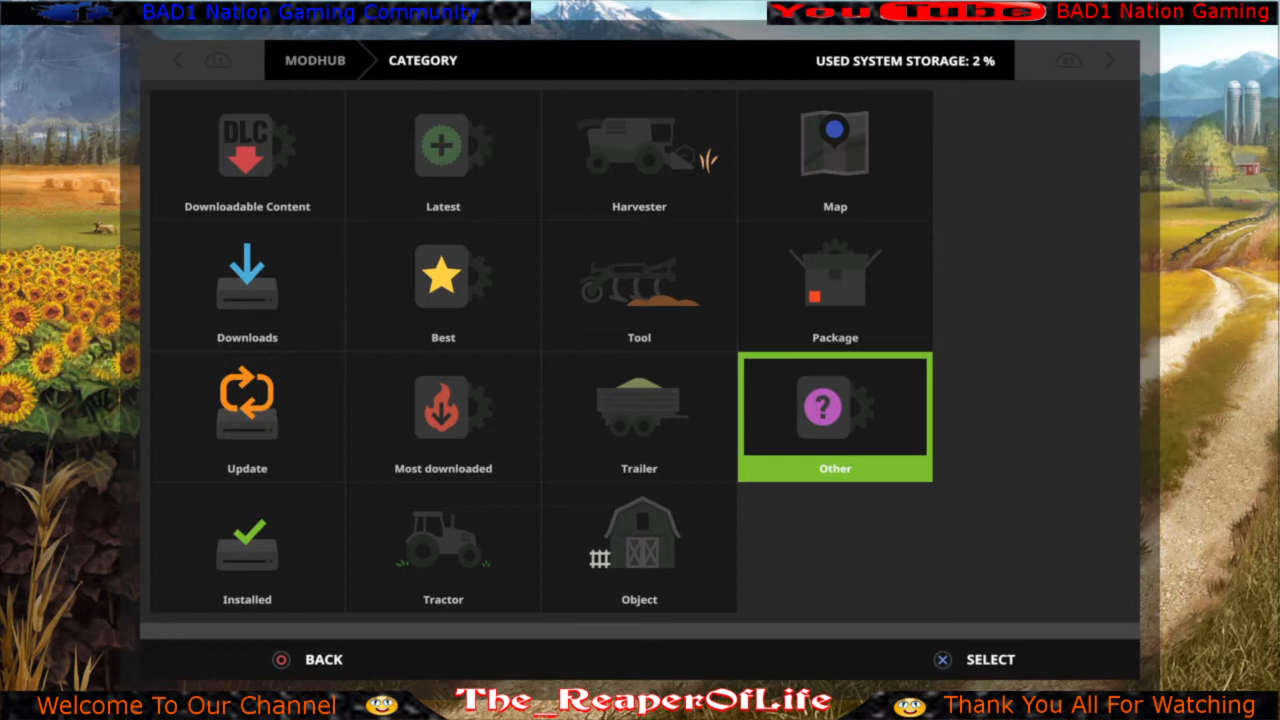 BAD1 Nation Gaming Community
YouTube BAD1 Nation Gaming
MODHUB CATEGORY USED SYSTEM STORAGE: 2 %
DLC
Downloadable Content Latest Harvester Map
Downloads Best Tool Package
?
Update Most downloaded Trailer Other
Installed Tractor Object
BACK SELECT
Welcome To Our Channel The_ReaperOfLife Thank You All For Watching